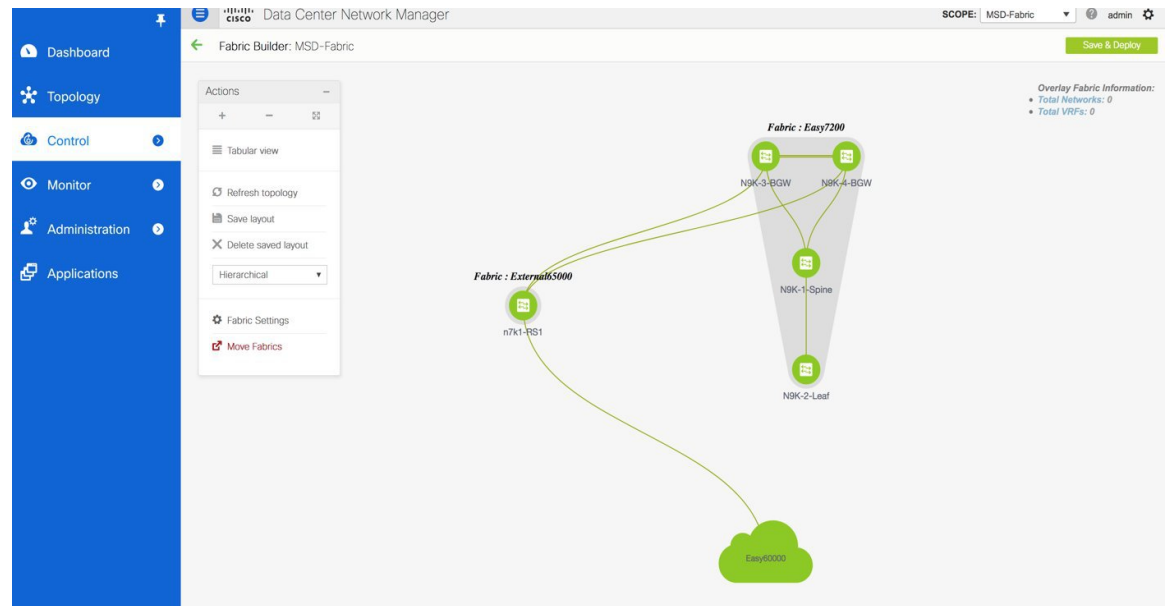 cisco Data Center Network Manager
SCOPE: MSD-Fabric
admin
Fabric Builder: MSD-Fabric
Save & Deploy
Dashboard
Topology
Control
Monitor
Administration
Applications
Actions
Tabular view
Refresh topology
Save layout
Delete saved layout
Hierarchical
Fabric Settings
Move Fabrics
Overlay Fabric Information:
Total Networks: 0
Total VRFs: 0
Fabric : Easy7200
N9K-3-BGW
N9K-4-BGW
N9K-1-Spine
N9K-2-Leaf
Fabric : External65000
n7k1-RS1
Easy60000